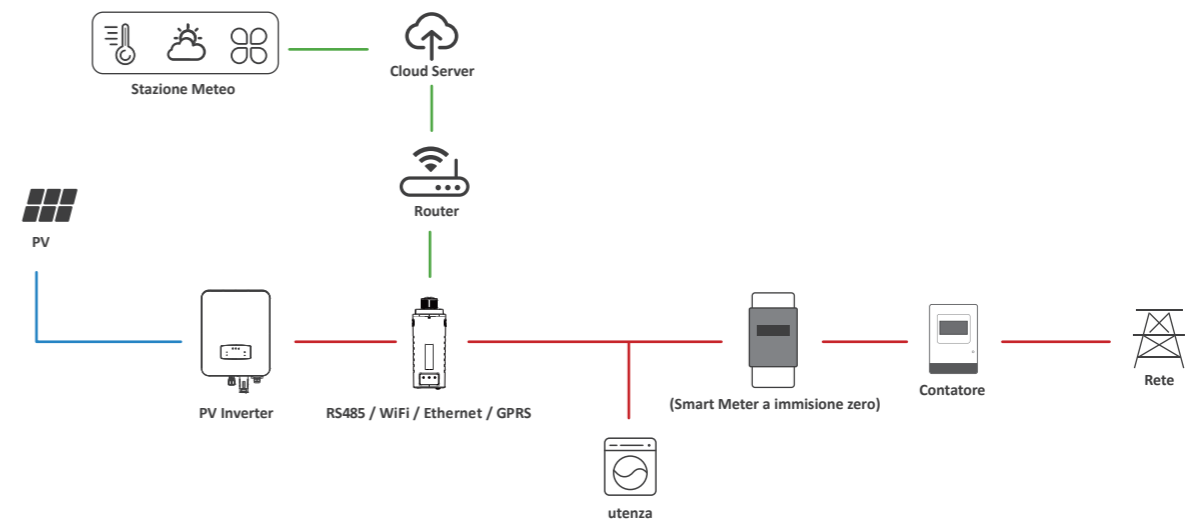 Cloud Server
Stazione Meteo
Router
PV
Rete
Contatore
(Smart Meter a immisione zero)
PV Inverter
RS485 / WiFi / Ethernet / GPRS
utenza